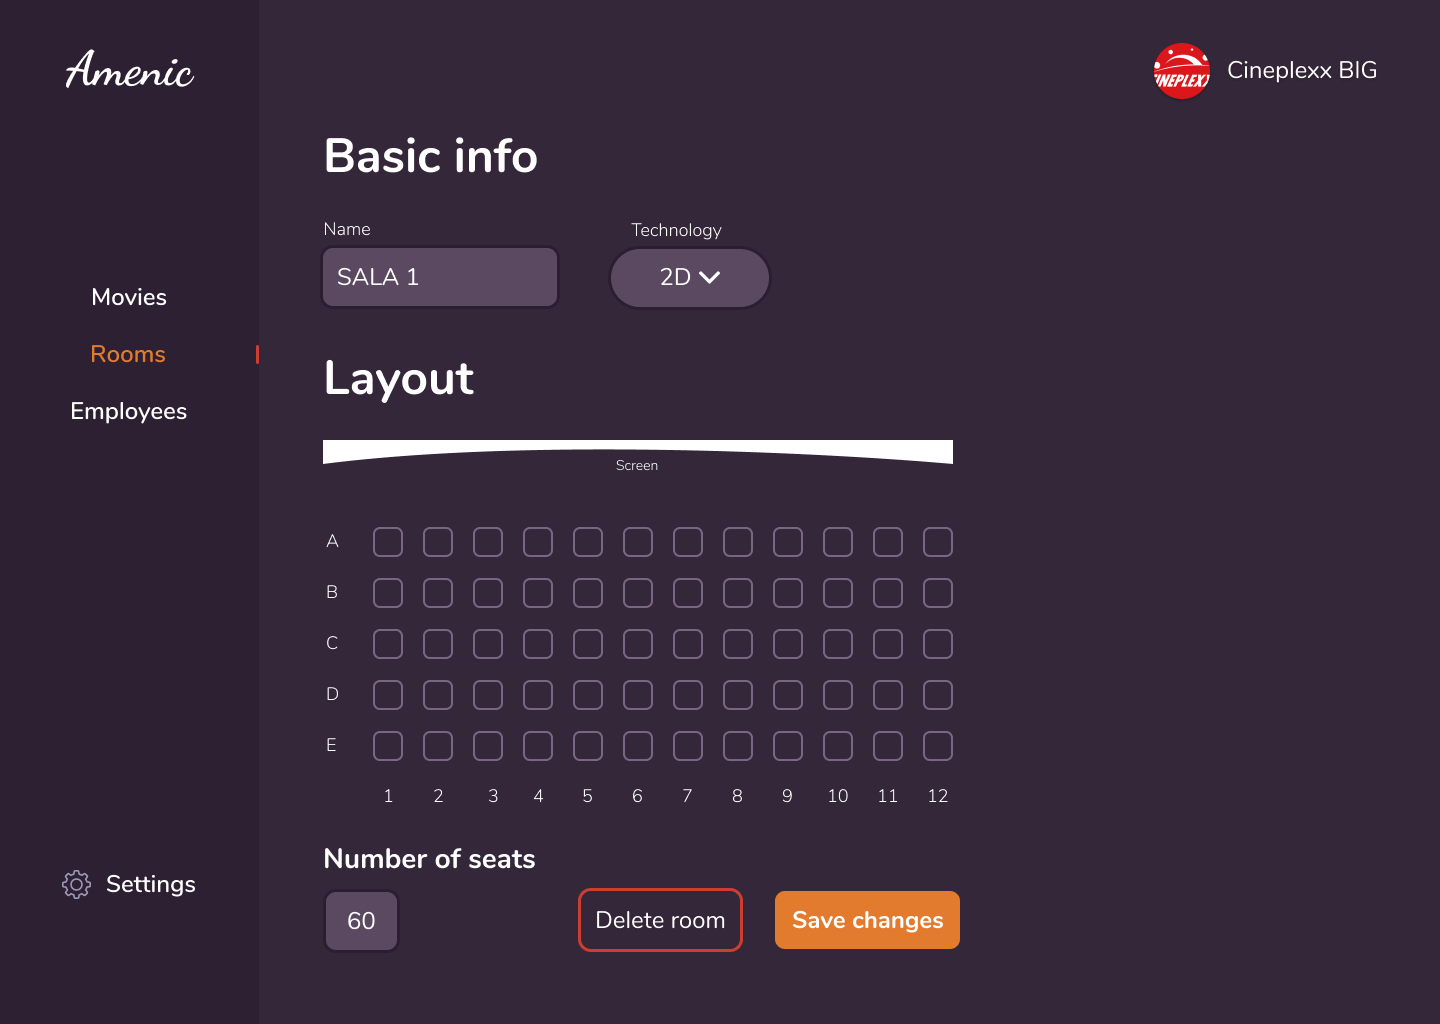 Amenic
CINEPLEXX
Cineplexx BIG
Basic info
Name
Technology
SALA 1
2D
Movies
Rooms
Employees
Layout
Screen
A
B
C
D
E
1 2 3 4 5 6 7 8 9 10 11 12
Number of seats
Settings
60
Delete room
Save changes